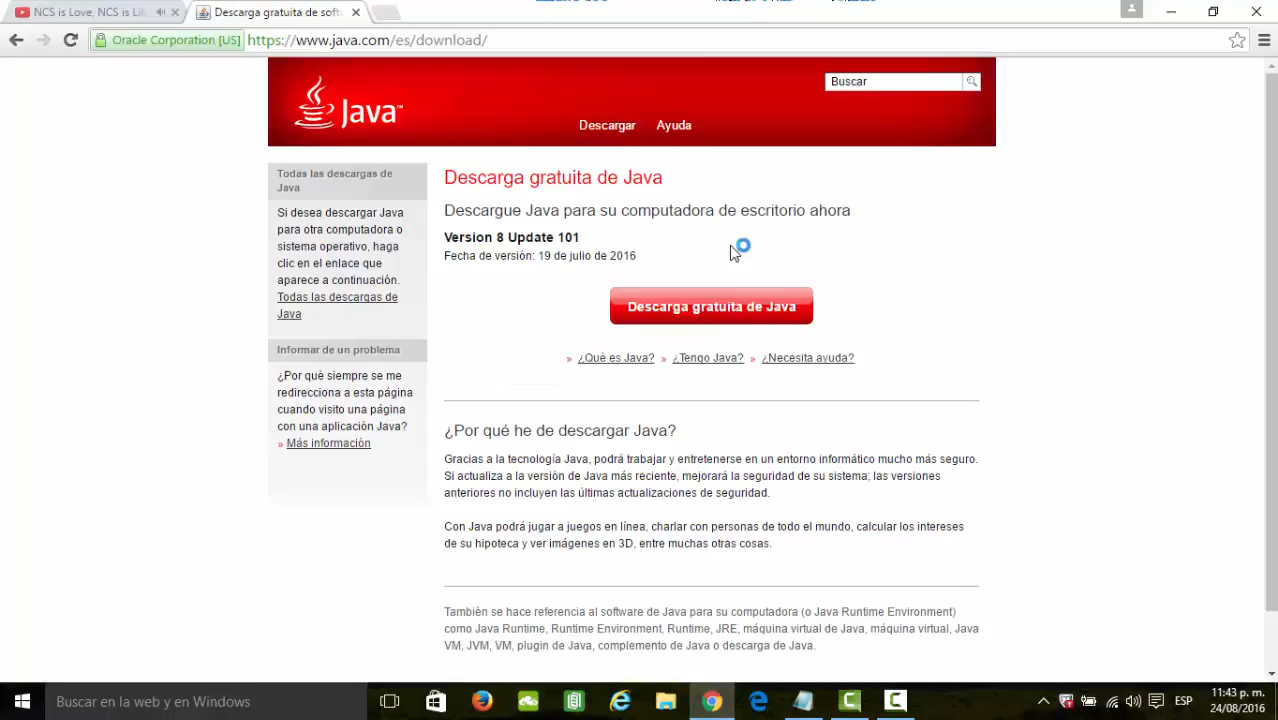 NCS is Love, NCS is Life
Descarga gratuita de soft
Oracle Corporation [US]
https://www.java.com/es/download/
Java™
Buscar
Descargar
Ayuda
Todas las descargas de
Java
Si desea descargar Java
para otra computadora o
sistema operativo, haga
clic en el enlace que
aparece a continuación.
Todas las descargas de
Java
Informar de un problema
¿Por qué siempre se me
redirecciona a esta página
cuando visito una página
con una aplicación Java?
» Más información
Descarga gratuita de Java
Descargue Java para su computadora de escritorio ahora
Version 8 Update 101
Fecha de versión: 19 de julio de 2016
Descarga gratuita de Java
» ¿Qué es Java? » ¿Tengo Java? » ¿Necesita ayuda?
¿Por qué he de descargar Java?
Gracias a la tecnología Java, podrá trabajar y entretenerse en un entorno informático mucho más seguro.
Si actualiza a la versión de Java más reciente, mejorará la seguridad de su sistema; las versiones
anteriores no incluyen las últimas actualizaciones de seguridad.
Con Java podrá jugar a juegos en línea, charlar con personas de todo el mundo, calcular los intereses
de su hipoteca y ver imágenes en 3D, entre muchas otras cosas.
También se hace referencia al software de Java para su computadora (o Java Runtime Environment)
como Java Runtime, Runtime Environment, Runtime, JRE, máquina virtual de Java, máquina virtual, Java
VM, JVM, VM, plugin de Java, complemento de Java o descarga de Java.
Buscar en la web y en Windows
ESP
11:43 p. m.
24/08/2016